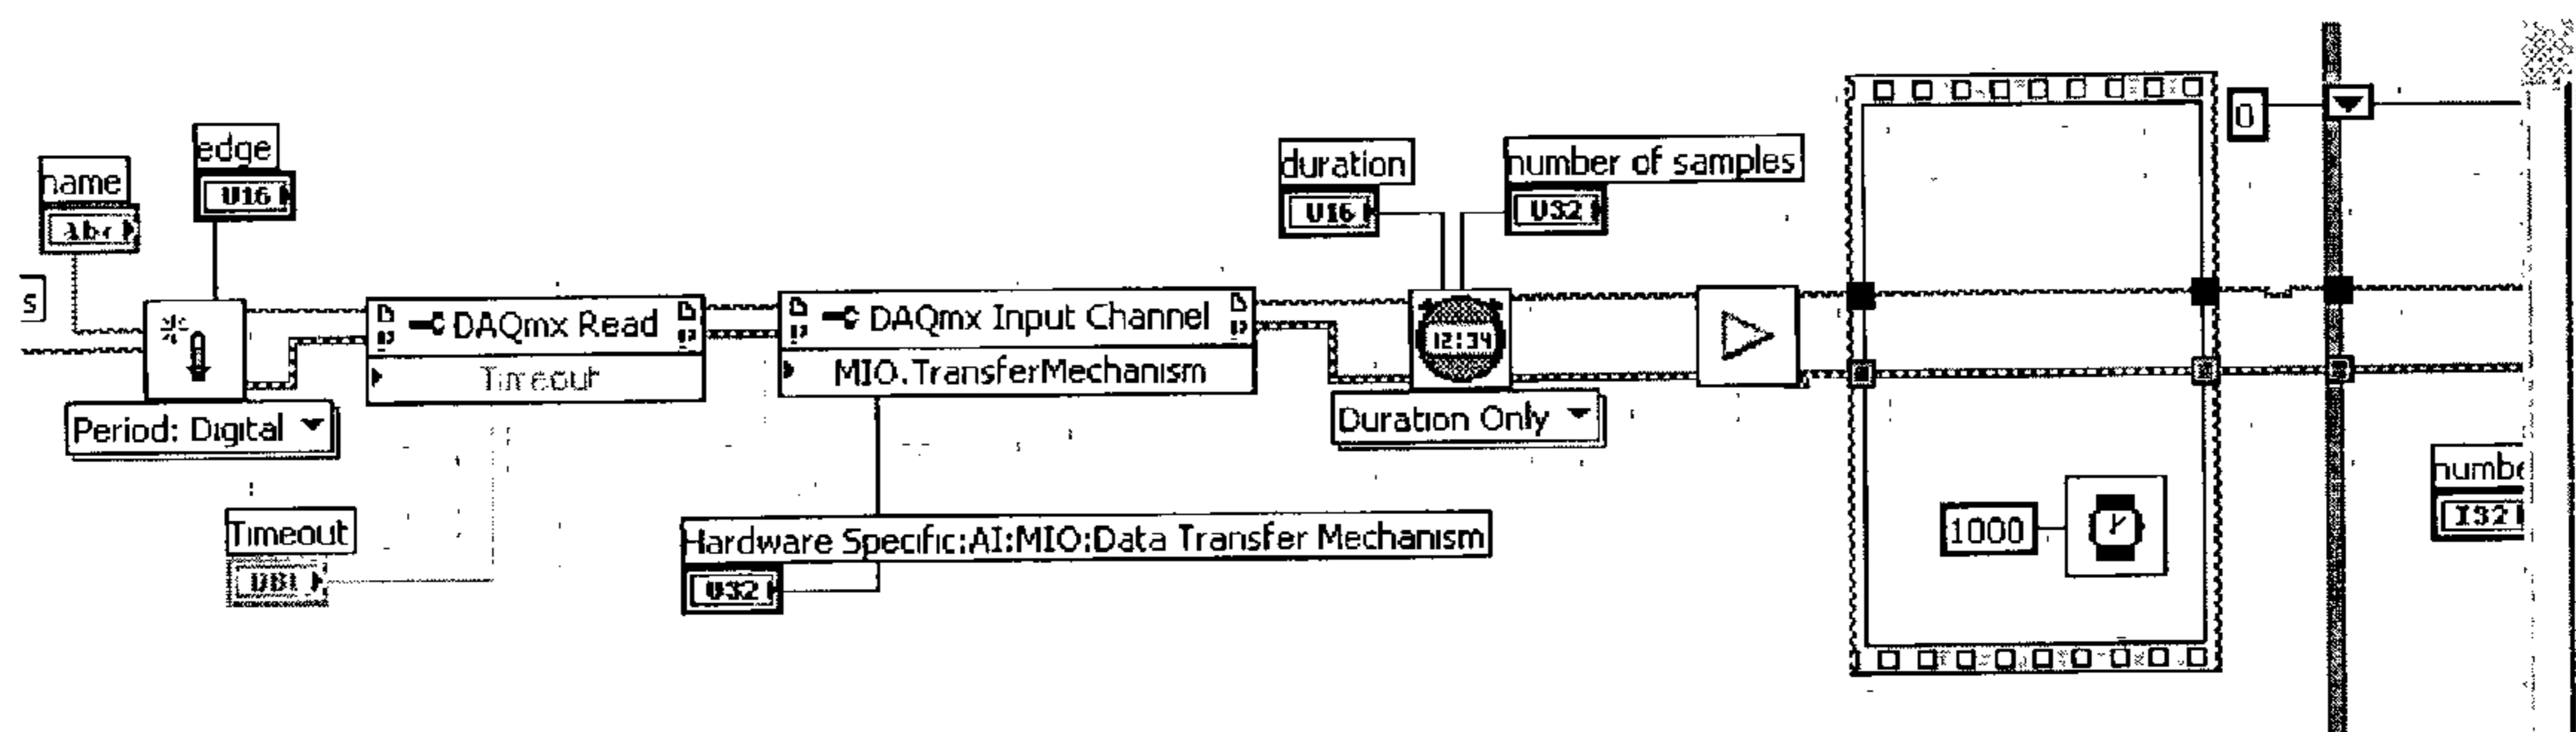 edge
name
U16
Abc
s
Period: Digital
Timeout
DBL
DAQmx Read
Timeout
DAQmx Input Channel
MIO.TransferMechanism
Hardware Specific:AI:MIO:Data Transfer Mechanism
U32
duration
U16
number of samples
U32
12:34
Duration Only
1000
0
numbe
I32